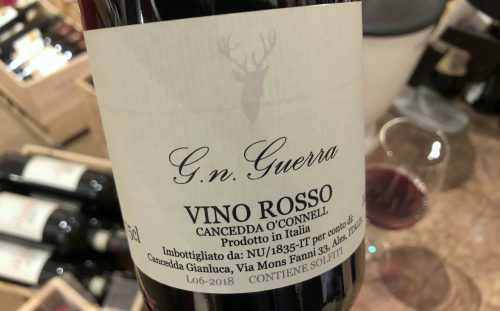 G.n. Guerra
VINO ROSSO
CANCEDDA O'CONNELL
Prodotto in Italia
Imbottigliato da: NU/1835-IT per conto di
Cancedda Gianluca, Via Mons Fanni 33, Ales, ITALIA
L06-2018 CONTIENE SOLFITI
5cl